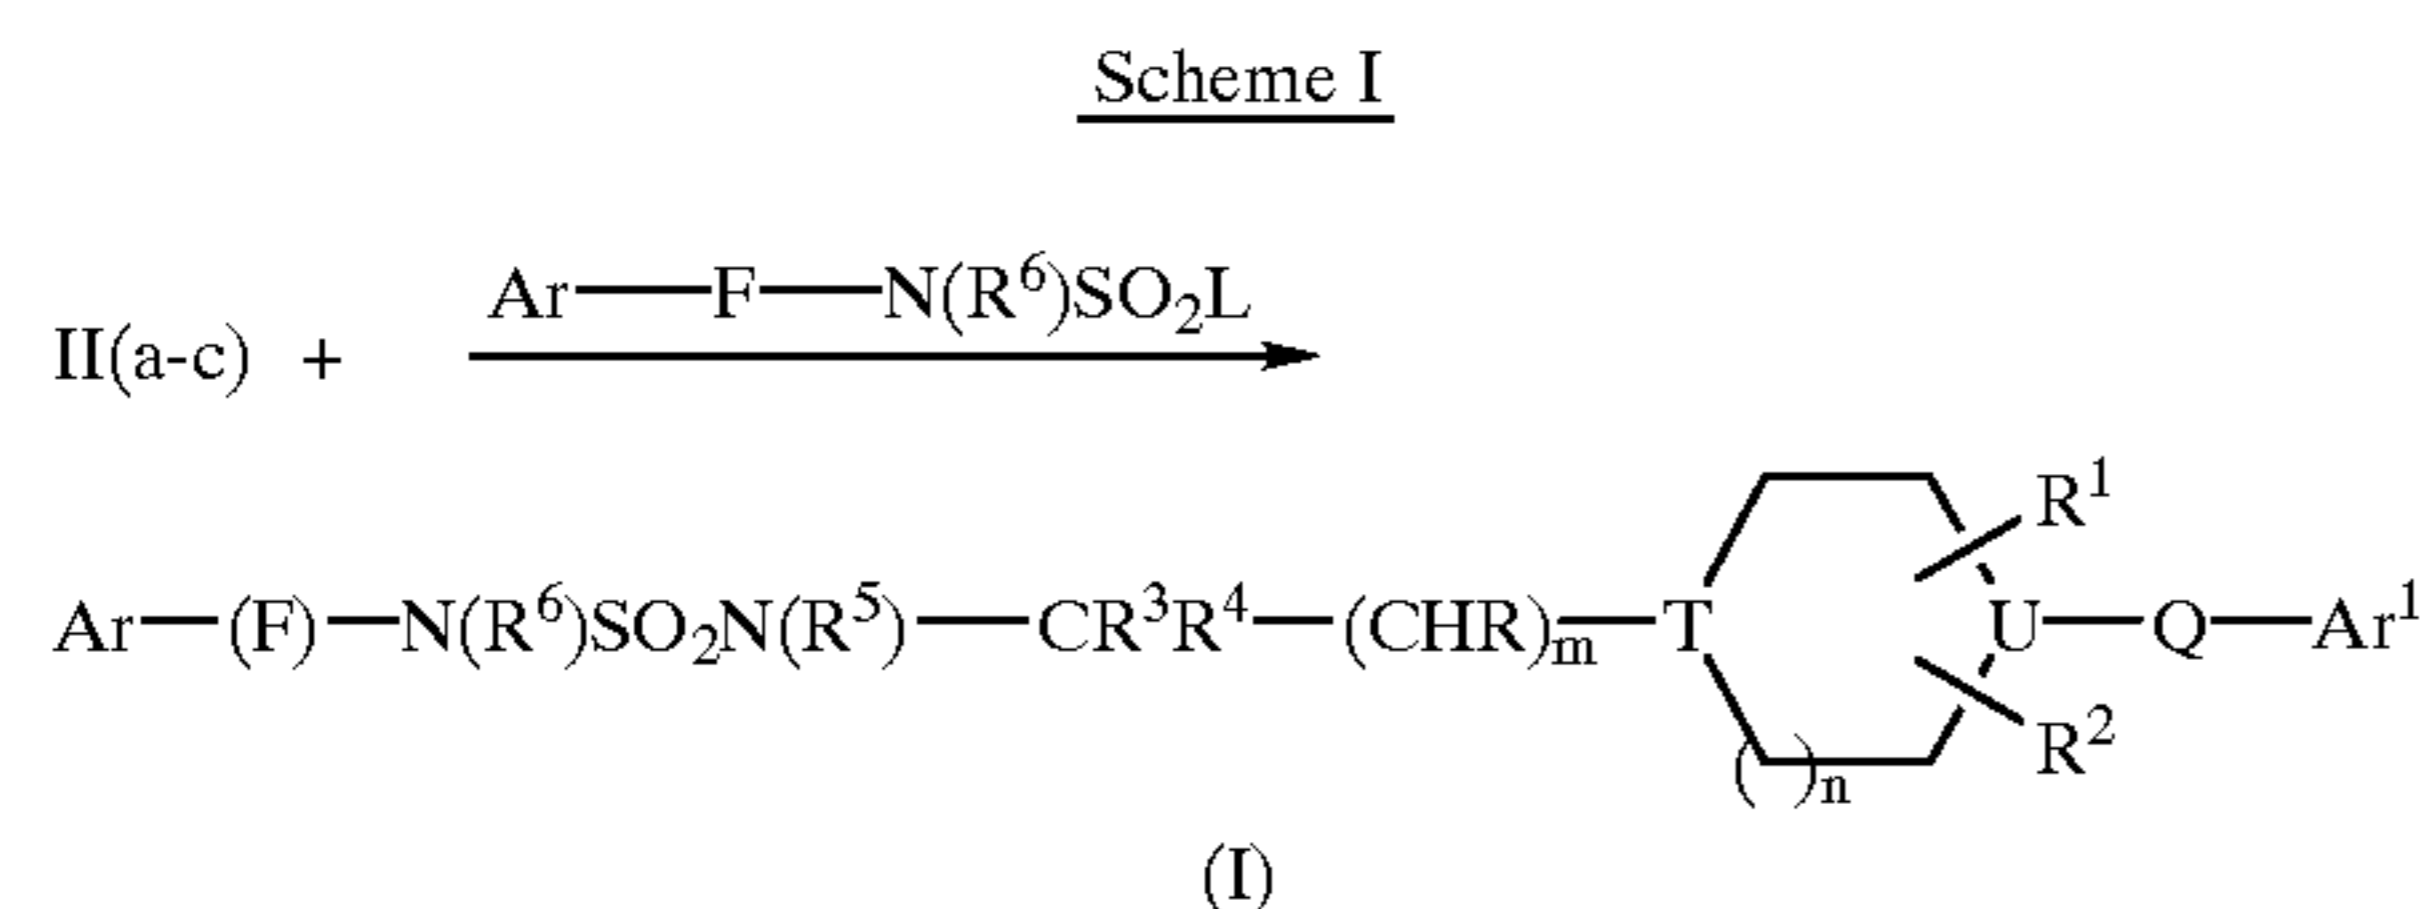 Scheme I
Ar—F—N(R⁶)SO₂L
II(a-c) +
R¹
Ar—(F)—N(R⁶)SO₂N(R⁵)—CR³R⁴—(CHR)ₘ—T U—Q—Ar¹
R²
( )ₙ
(I)